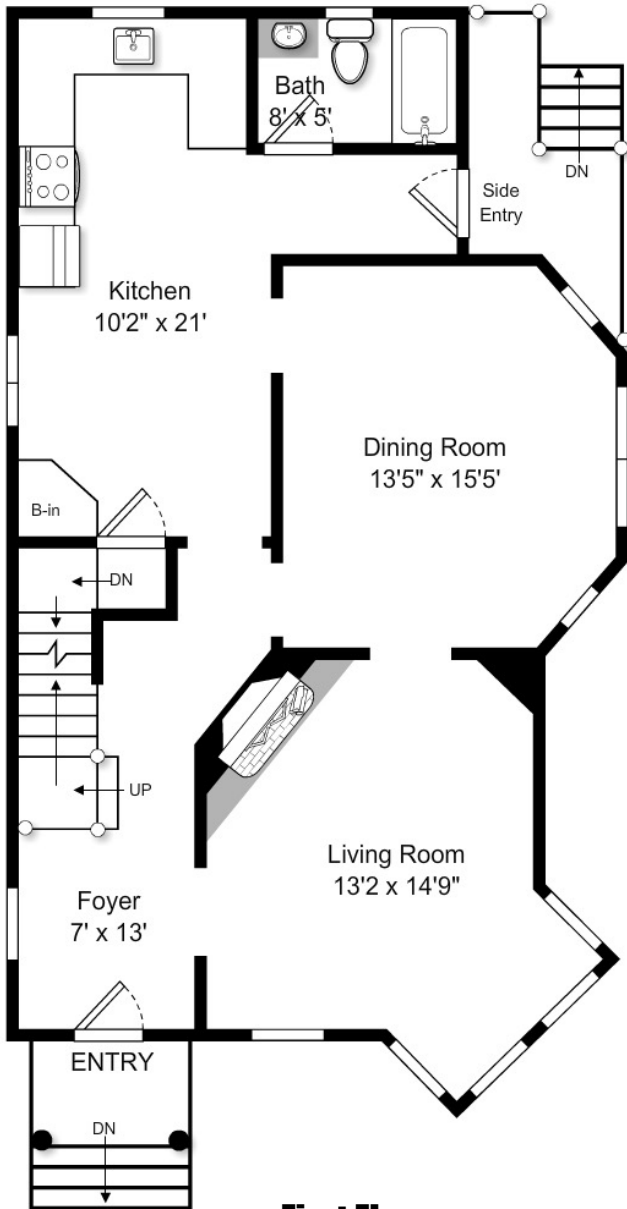 Bath
8' x 5'
DN
Side
Entry
Kitchen
10'2" x 21'
Dining Room
13'5" x 15'5'
B-in
DN
UP
Living Room
13'2 x 14'9"
Foyer
7' x 13'
ENTRY
DN